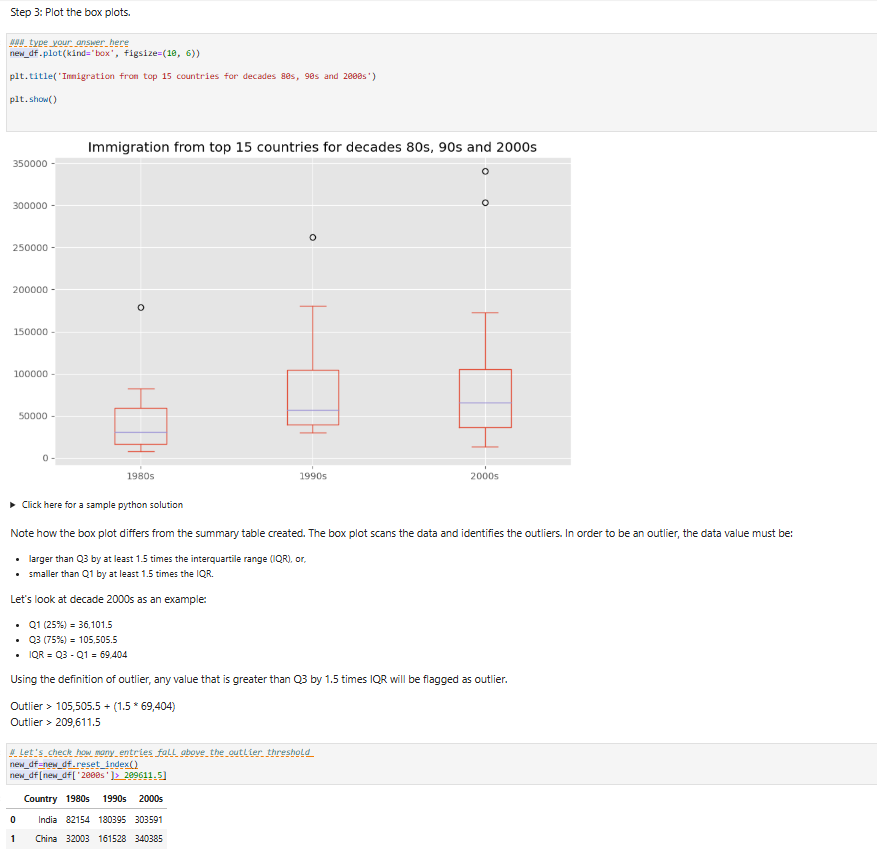 Step 3: Plot the box plots.
### type your answer here
new_df.plot(kind='box', figsize=(10, 6))
plt.title('Immigration from top 15 countries for decades 80s, 90s and 2000s')
plt.show()
Immigration from top 15 countries for decades 80s, 90s and 2000s
350000
300000
250000
200000
150000
100000
50000
0
1980s 1990s 2000s
▶ Click here for a sample python solution
Note how the box plot differs from the summary table created. The box plot scans the data and identifies the outliers. In order to be an outlier, the data value must be:
• larger than Q3 by at least 1.5 times the interquartile range (IQR), or,
• smaller than Q1 by at least 1.5 times the IQR.
Let's look at decade 2000s as an example:
• Q1 (25%) = 36,101.5
• Q3 (75%) = 105,505.5
• IQR = Q3 - Q1 = 69,404
Using the definition of outlier, any value that is greater than Q3 by 1.5 times IQR will be flagged as outlier.
Outlier > 105,505.5 + (1.5 * 69,404)
Outlier > 209,611.5
# Let's check how many entries fall above the outlier threshold
new_df=new_df.reset_index()
new_df[new_df['2000s']> 209611.5]
Country 1980s 1990s 2000s
0 India 82154 180395 303591
1 China 32003 161528 340385